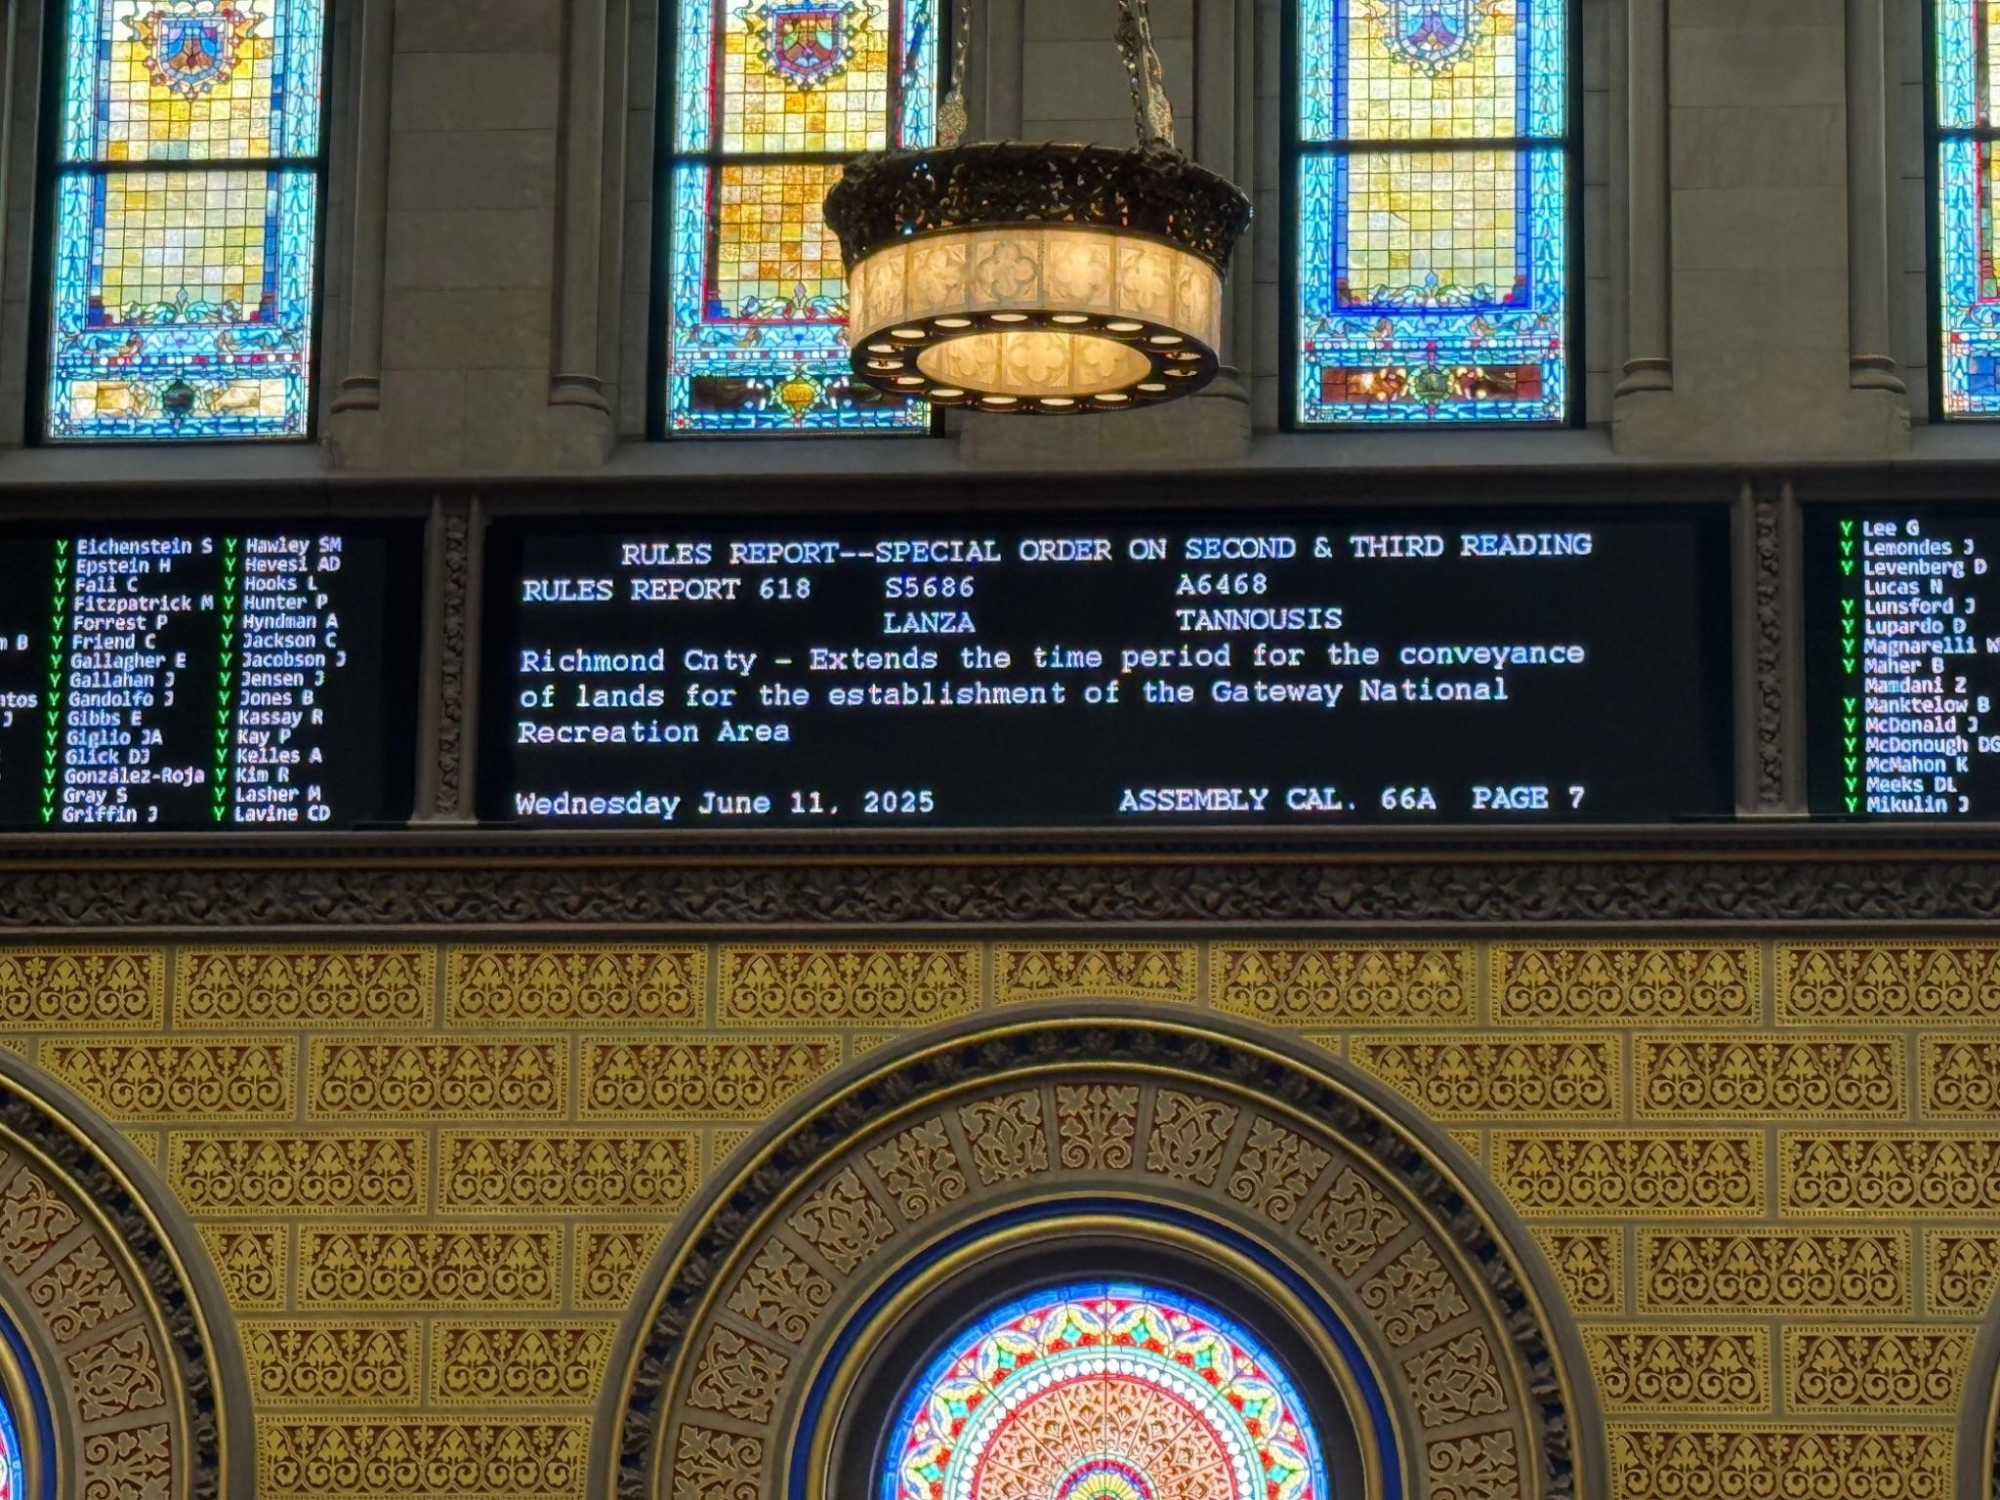 Y Eichenstein S
Y Epstein H
Y Fall C
Y Fitzpatrick M
Y Forrest P
Y Friend C
Y Gallagher E
Y Gallahan J
Y Gandolfo J
Y Gibbs E
Y Giglio JA
Y Glick DJ
Y González-Roja
Y Gray S
Y Griffin J
m B
ntos
J
s
Y Hawley SM
Y Hevesi AD
Y Hooks L
Y Hunter P
Y Hyndman A
Y Jackson C
Y Jacobson J
Y Jensen J
Y Jones B
Y Kassay R
Y Kay P
Y Kelles A
Y Kim R
Y Lasher M
Y Lavine CD
RULES REPORT--SPECIAL ORDER ON SECOND & THIRD READING
RULES REPORT 618 S5686 A6468
LANZA TANNOUSIS
Richmond Cnty - Extends the time period for the conveyance
of lands for the establishment of the Gateway National
Recreation Area
Wednesday June 11, 2025 ASSEMBLY CAL. 66A PAGE 7
Y Lee G
Y Lemondes J
Y Levenberg D
Lucas N
Y Lunsford J
Y Lupardo D
Y Magnarelli W
Y Maher B
Mamdani Z
Y Manktelow B
Y McDonald J
Y McDonough DG
Y McMahon K
Y Meeks DL
Y Mikulin J